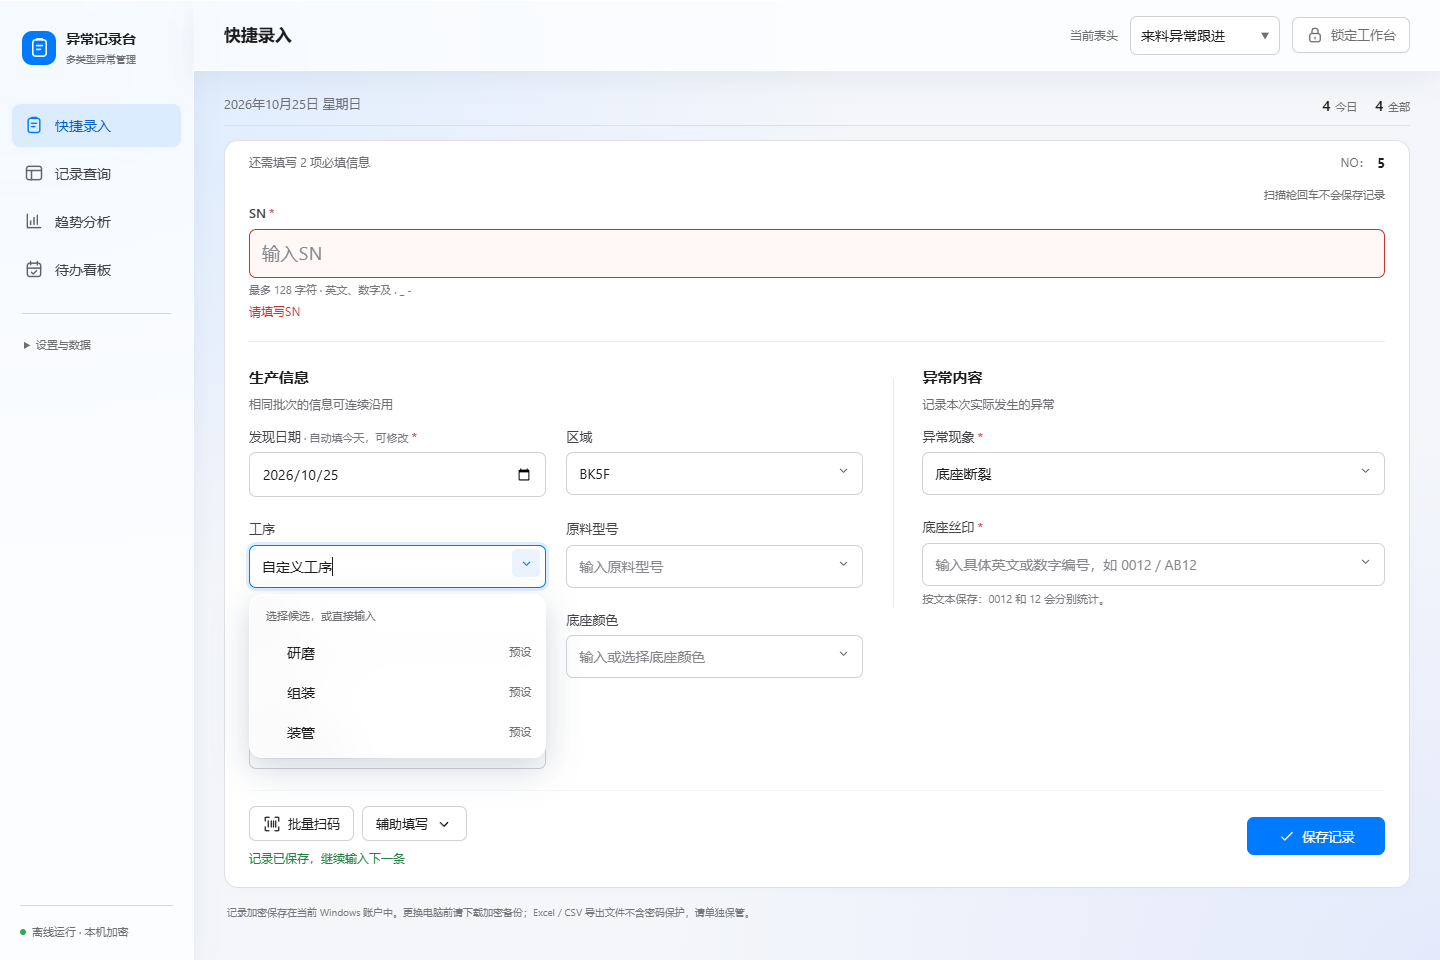 异常记录台
多类型异常管理
快捷录入
记录查询
趋势分析
待办看板
设置与数据
离线运行 · 本机加密
快捷录入
当前表头
来料异常跟进
锁定工作台
2026年10月25日 星期日
4 今日 4 全部
还需填写 2 项必填信息
NO: 5
扫描枪回车不会保存记录
SN *
输入SN
最多 128 字符 · 英文、数字及 . _ -
请填写SN
生产信息
相同批次的信息可连续沿用
发现日期 · 自动填今天，可修改 *
2026/10/25
区域
BK5F
工序
自定义工序
选择候选，或直接输入
研磨 预设
组装 预设
装管 预设
原料型号
输入原料型号
底座颜色
输入或选择底座颜色
异常内容
记录本次实际发生的异常
异常现象 *
底座断裂
底座丝印 *
输入具体英文或数字编号，如 0012 / AB12
按文本保存：0012 和 12 会分别统计。
批量扫码
辅助填写
记录已保存，继续输入下一条
保存记录
记录加密保存在当前 Windows 账户中。更换电脑前请下载加密备份；Excel / CSV 导出文件不含密码保护，请单独保管。